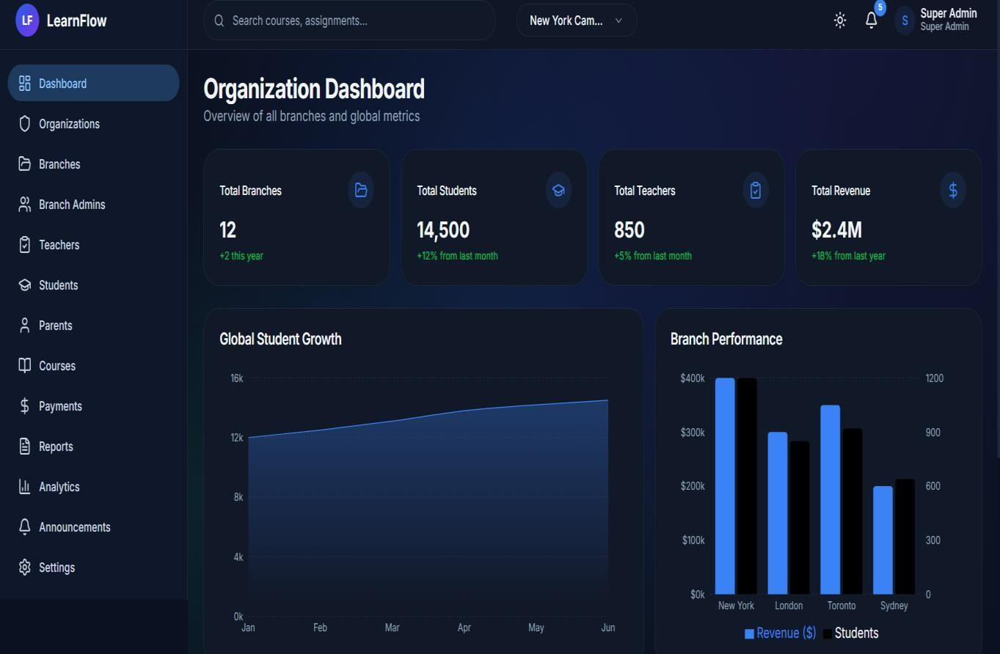 LF LearnFlow
Search courses, assignments...
New York Cam...
5
S
Super Admin
Super Admin
Dashboard
Organizations
Branches
Branch Admins
Teachers
Students
Parents
Courses
Payments
Reports
Analytics
Announcements
Settings
Organization Dashboard
Overview of all branches and global metrics
Total Branches
12
+2 this year
Total Students
14,500
+12% from last month
Total Teachers
850
+5% from last month
Total Revenue
$2.4M
+18% from last year
Global Student Growth
16k
12k
8k
4k
0k
Jan Feb Mar Apr May Jun
Branch Performance
$400k 1200
$300k 900
$200k 600
$100k 300
$0k 0
New York London Toronto Sydney
Revenue ($) Students